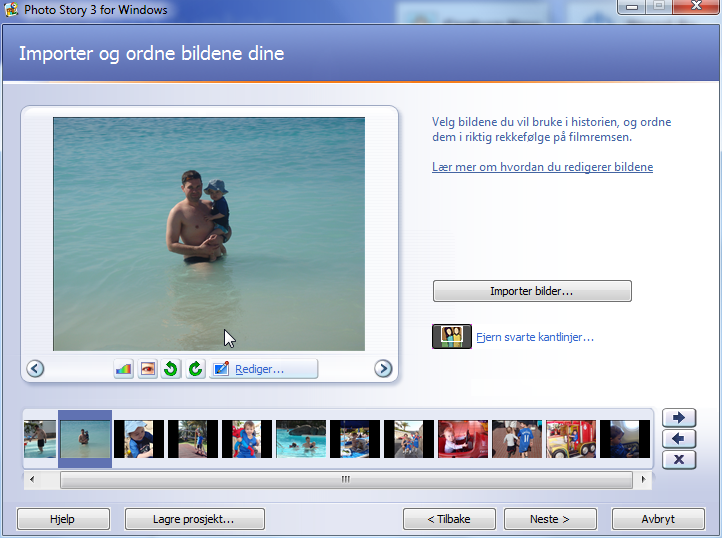 Photo Story 3 for Windows
Importer og ordne bildene dine
Velg bildene du vil bruke i historien, og ordne
dem i riktig rekkefølge på filmremsen.
Lær mer om hvordan du redigerer bildene
Importer bilder...
Fjern svarte kantlinjer...
Rediger...
Hjelp
Lagre prosjekt...
< Tilbake
Neste >
Avbryt